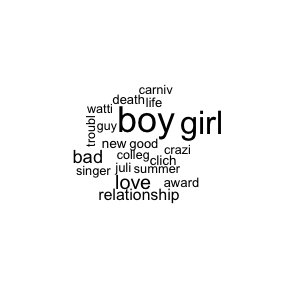 carniv
death life
watti
boy girl
troubl
guy
new good
crazi
bad
colleg
clich
singer
juli summer
love
award
relationship